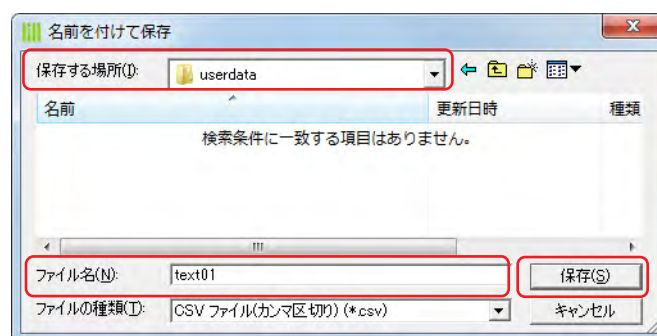 名前を付けて保存
保存する場所(I): userdata
名前 更新日時 種類
検索条件に一致する項目はありません。
ファイル名(N): text01 保存(S)
ファイルの種類(T): CSV ファイル(カンマ区切り) (*.csv) キャンセル